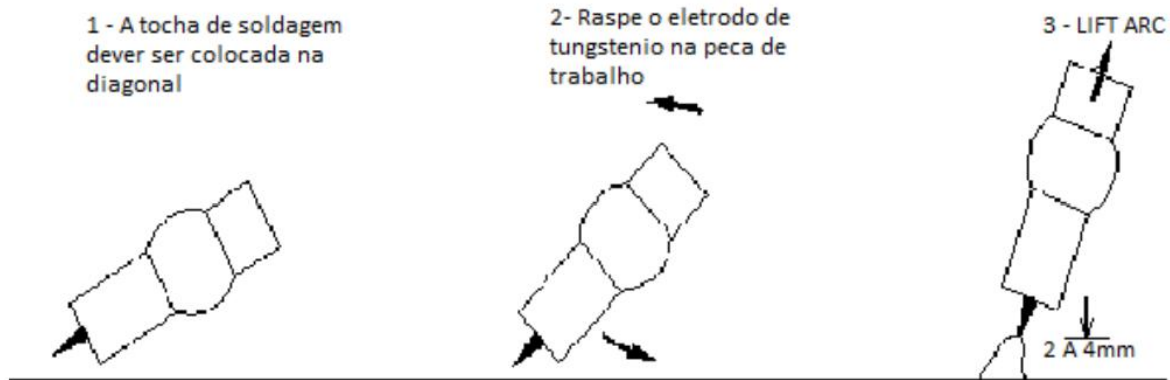 1 - A tocha de soldagem
dever ser colocada na
diagonal
2- Raspe o eletrodo de
tungstenio na peca de
trabalho
3 - LIFT ARC
2 A 4mm